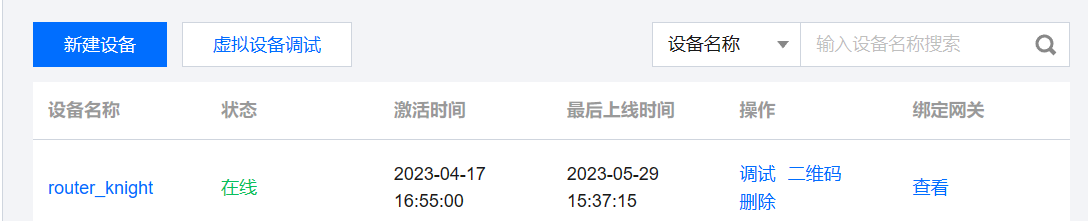 新建设备 虚拟设备调试 设备名称 输入设备名称搜索
设备名称 状态 激活时间 最后上线时间 操作 绑定网关
router_knight 在线 2023-04-17 2023-05-29 调试 二维码 查看
16:55:00 15:37:15 删除